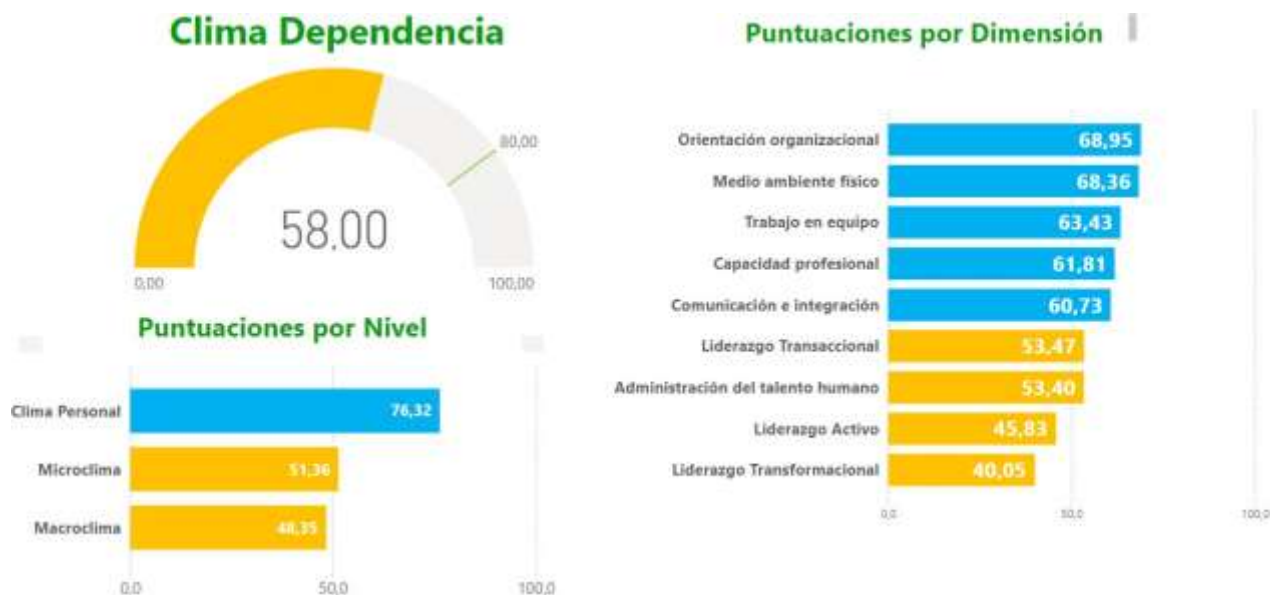 Clima Dependencia
80,00
58,00
0,00
100,00
Puntuaciones por Nivel
Clima Personal
76,32
Microclima
51,36
Macroclima
48,35
0,0
50,0
100,0
Puntuaciones por Dimensión
Orientación organizacional
68,95
Medio ambiente físico
68,36
Trabajo en equipo
63,43
Capacidad profesional
61,81
Comunicación e integración
60,73
Liderazgo Transaccional
53,47
Administración del talento humano
53,40
Liderazgo Activo
45,83
Liderazgo Transformacional
40,05
0,0
50,0
100,0